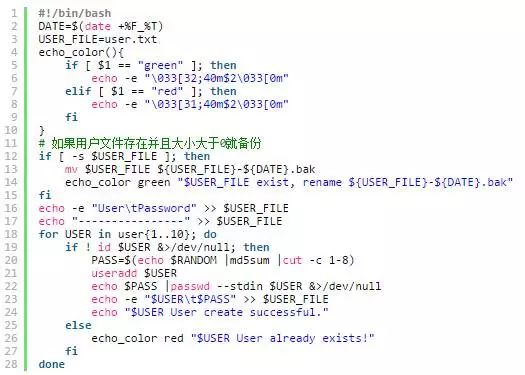 1 #!/bin/bash
2 DATE=$(date +%F_%T)
3 USER_FILE=user.txt
4 echo_color(){
5     if [ $1 == "green" ]; then
6         echo -e "\033[32;40m$2\033[0m"
7     elif [ $1 == "red" ]; then
8         echo -e "\033[31;40m$2\033[0m"
9     fi
10 }
11 # 如果用户文件存在并且大小大于0就备份
12 if [ -s $USER_FILE ]; then
13     mv $USER_FILE ${USER_FILE}-${DATE}.bak
14     echo_color green "$USER_FILE exist, rename ${USER_FILE}-${DATE}.bak"
15 fi
16 echo -e "User\tPassword" >> $USER_FILE
17 echo "----------------" >> $USER_FILE
18 for USER in user{1..10}; do
19     if ! id $USER &>/dev/null; then
20         PASS=$(echo $RANDOM |md5sum |cut -c 1-8)
21         useradd $USER
22         echo $PASS |passwd --stdin $USER &>/dev/null
23         echo -e "$USER\t$PASS" >> $USER_FILE
24         echo "$USER User create successful."
25     else
26         echo_color red "$USER User already exists!"
27     fi
28 done